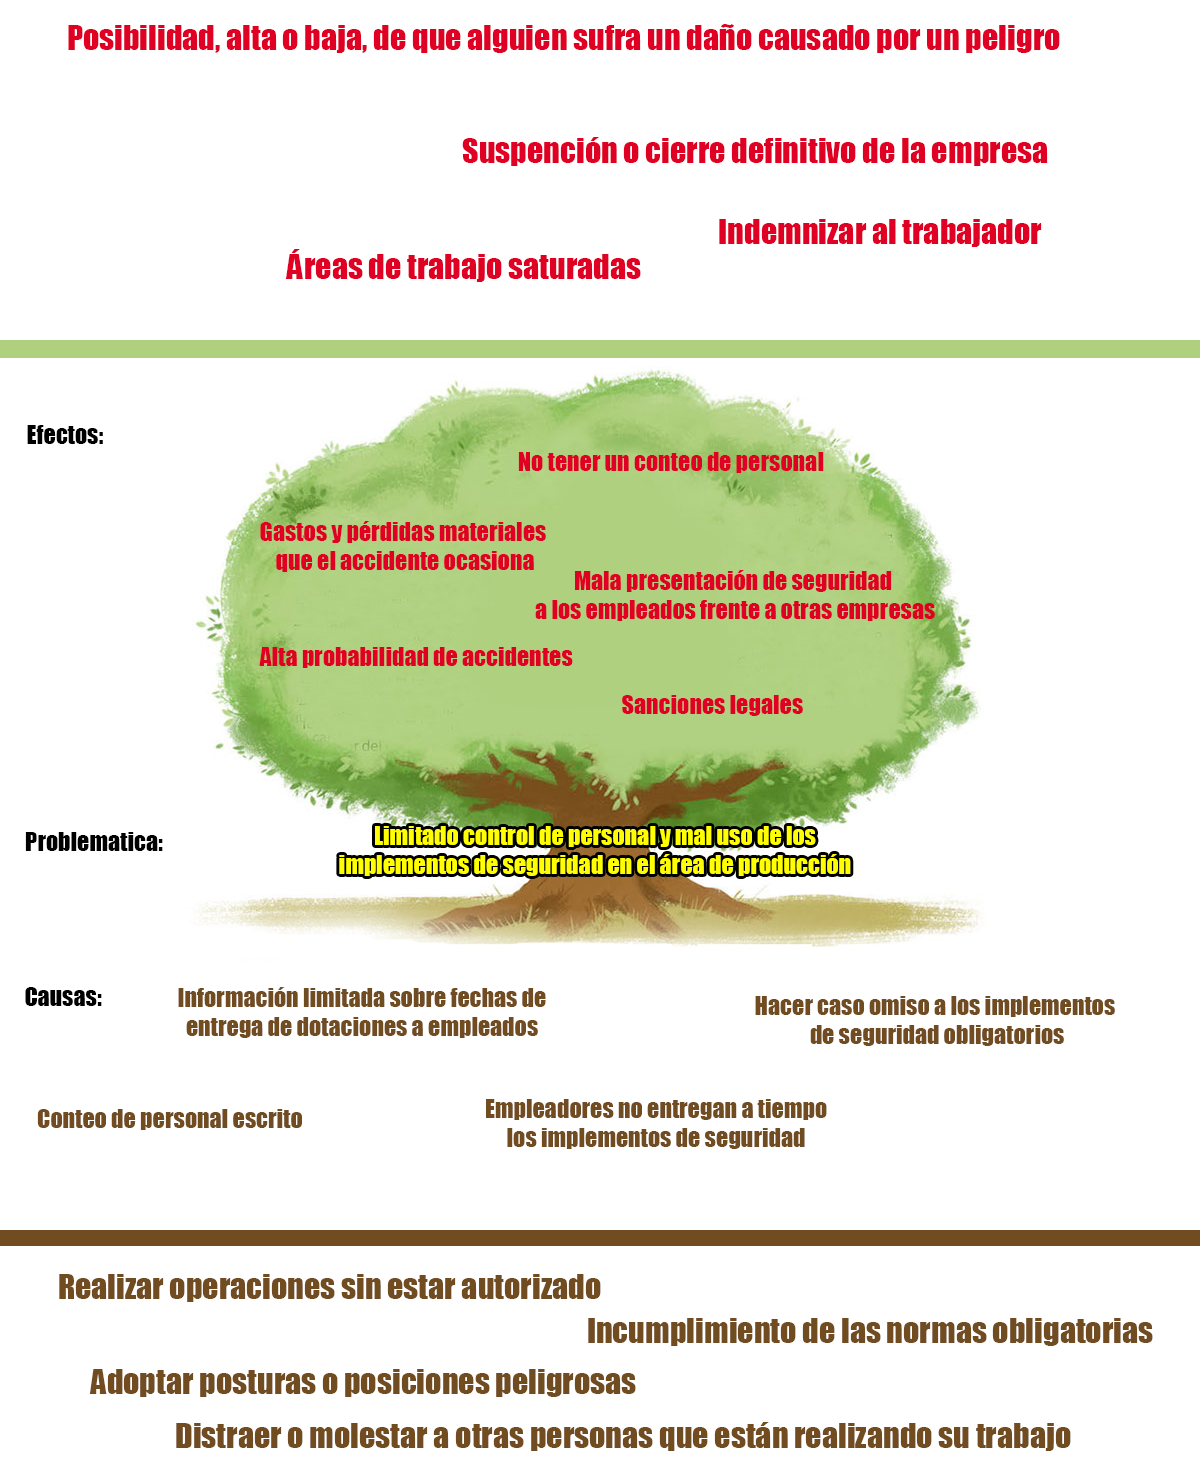 Posibilidad, alta o baja, de que alguien sufra un daño causado por un peligro
Suspención o cierre definitivo de la empresa
Indemnizar al trabajador
Áreas de trabajo saturadas
Efectos:
No tener un conteo de personal
Gastos y pérdidas materiales
que el accidente ocasiona
Mala presentación de seguridad
a los empleados frente a otras empresas
Alta probabilidad de accidentes
Sanciones legales
Problematica:
Limitado control de personal y mal uso de los
implementos de seguridad en el área de producción
Causas:
Información limitada sobre fechas de
entrega de dotaciones a empleados
Hacer caso omiso a los implementos
de seguridad obligatorios
Conteo de personal escrito
Empleadores no entregan a tiempo
los implementos de seguridad
Realizar operaciones sin estar autorizado
Incumplimiento de las normas obligatorias
Adoptar posturas o posiciones peligrosas
Distraer o molestar a otras personas que están realizando su trabajo